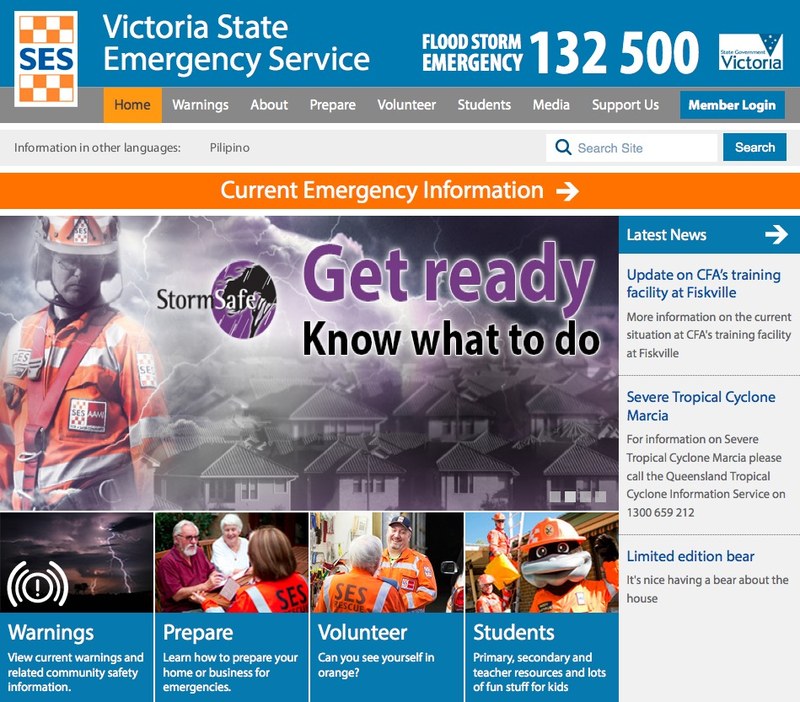 SES
Victoria State
Emergency Service
FLOOD STORM
EMERGENCY
132 500
State Government
Victoria
Home
Warnings
About
Prepare
Volunteer
Students
Media
Support Us
Member Login
Information in other languages:
Pilipino
Search Site
Search
Current Emergency Information
StormSafe
Get ready
Know what to do
SES
SES
AAMI
Latest News
Update on CFA's training
facility at Fiskville
More information on the current
situation at CFA's training facility
at Fiskville
Severe Tropical Cyclone
Marcia
For information on Severe
Tropical Cyclone Marcia please
call the Queensland Tropical
Cyclone Information Service on
1300 659 212
Limited edition bear
It's nice having a bear about the
house
SES
SES
RESCUE
Warnings
View current warnings and
related community safety
information.
Prepare
Learn how to prepare your
home or business for
emergencies.
Volunteer
Can you see yourself in
orange?
Students
Primary, secondary and
teacher resources and lots
of fun stuff for kids